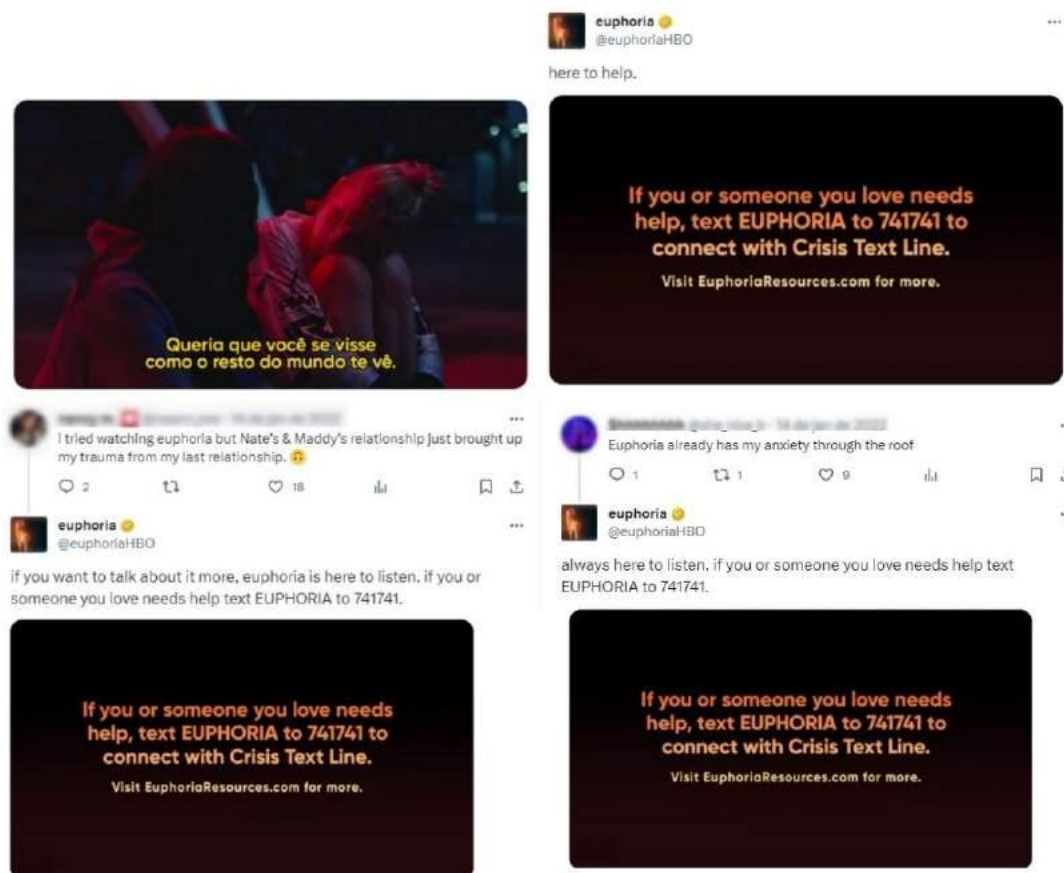 euphoria
@euphoriaHBO
here to help.
If you or someone you love needs
help, text EUPHORIA to 741741 to
connect with Crisis Text Line.
Visit EuphoriaResources.com for more.
Queria que você se visse
como o resto do mundo te vê.
i tried watching euphoria but Nate's & Maddy's relationship just brought up
my trauma from my last relationship. 🙃
2
18
euphoria
@euphoriaHBO
if you want to talk about it more, euphoria is here to listen. if you or
someone you love needs help text EUPHORIA to 741741.
If you or someone you love needs
help, text EUPHORIA to 741741 to
connect with Crisis Text Line.
Visit EuphoriaResources.com for more.
Euphoria already has my anxiety through the roof
1
1
9
euphoria
@euphoriaHBO
always here to listen. if you or someone you love needs help text
EUPHORIA to 741741.
If you or someone you love needs
help, text EUPHORIA to 741741 to
connect with Crisis Text Line.
Visit EuphoriaResources.com for more.